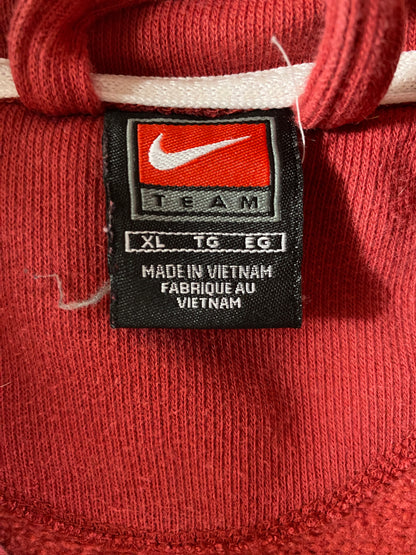 TEAM
XL TG EG
MADE IN VIETNAM
FABRIQUE AU
VIETNAM